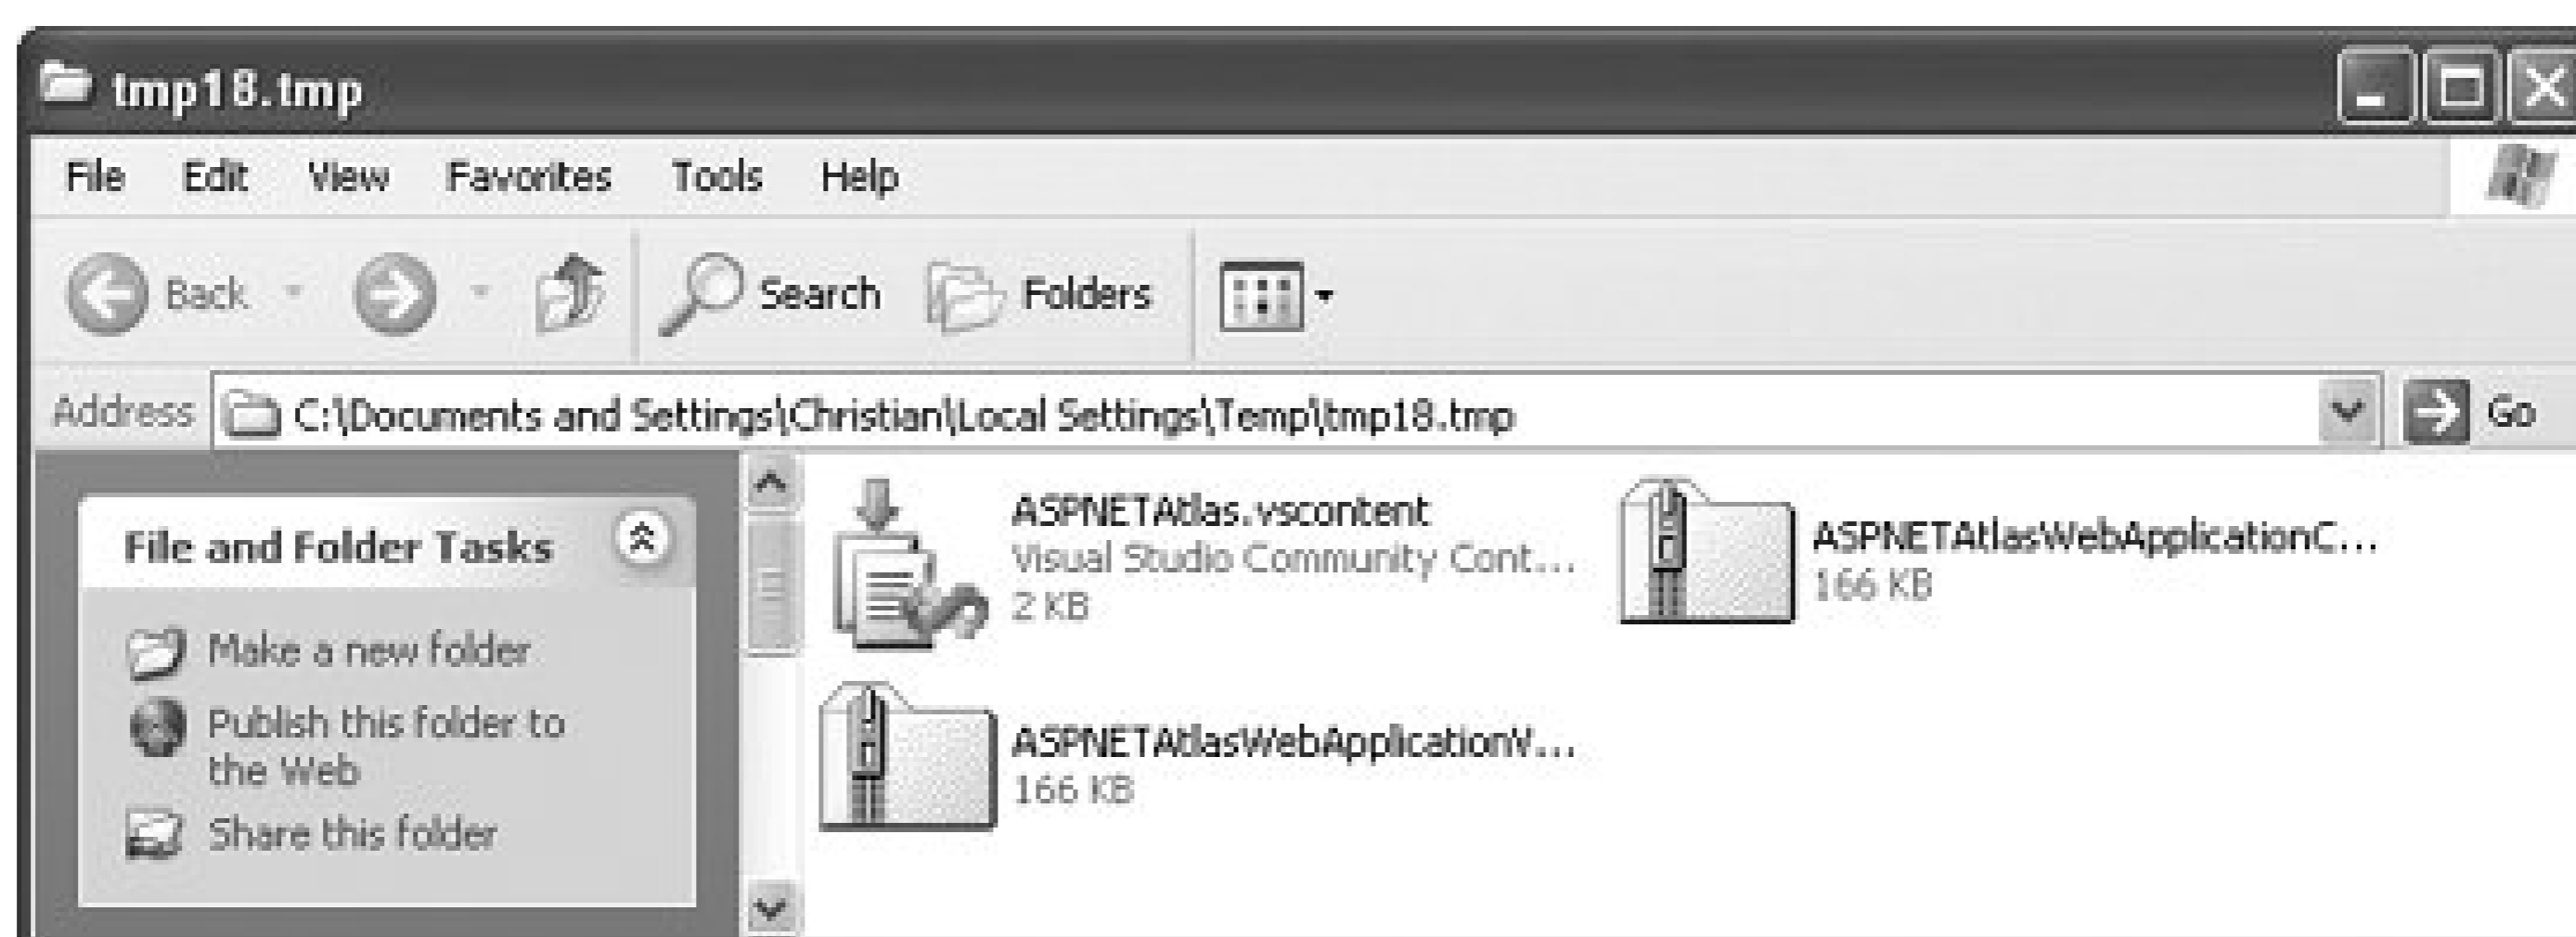 tmp18.tmp
File Edit View Favorites Tools Help
Back Search Folders
Address C:\Documents and Settings\Christian\Local Settings\Temp\tmp18.tmp Go
File and Folder Tasks
Make a new folder
Publish this folder to
the Web
Share this folder
ASPNETAtlas.vscontent
Visual Studio Community Cont...
2 KB
ASPNETAtlasWebApplicationC...
166 KB
ASPNETAtlasWebApplicationV...
166 KB